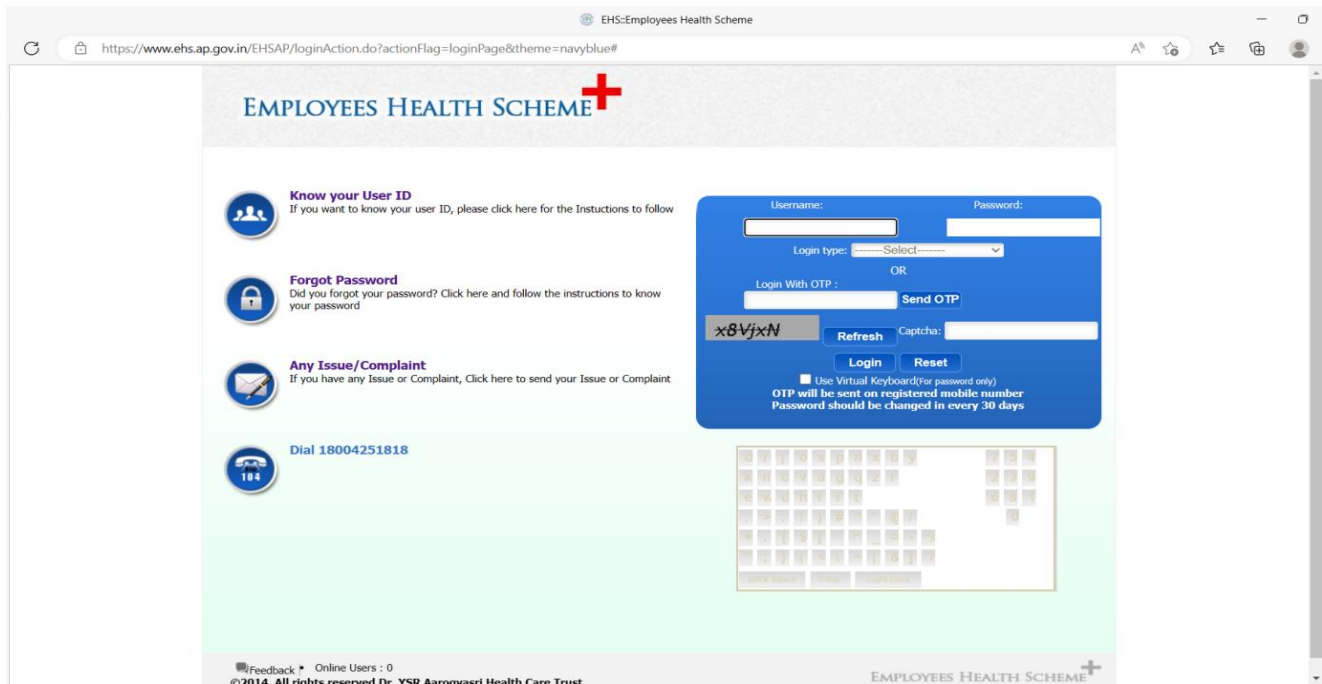 EHS::Employees Health Scheme
https://www.ehs.ap.gov.in/EHSAP/loginAction.do?actionFlag=loginPage&theme=navyblue#
EMPLOYEES HEALTH SCHEME
Know your User ID
If you want to know your user ID, please click here for the Instuctions to follow
Forgot Password
Did you forgot your password? Click here and follow the instructions to know
your password
Any Issue/Complaint
If you have any Issue or Complaint, Click here to send your Issue or Complaint
104
Dial 18004251818
Username: Password:
Login type: -------Select-------
OR
Login With OTP :
Send OTP
x8VjxN Refresh Captcha:
Login Reset
Use Virtual Keyboard(For password only)
OTP will be sent on registered mobile number
Password should be changed in every 30 days
Feedback • Online Users : 0
©2014, All rights reserved Dr. YSR Aarogyasri Health Care Trust
EMPLOYEES HEALTH SCHEME